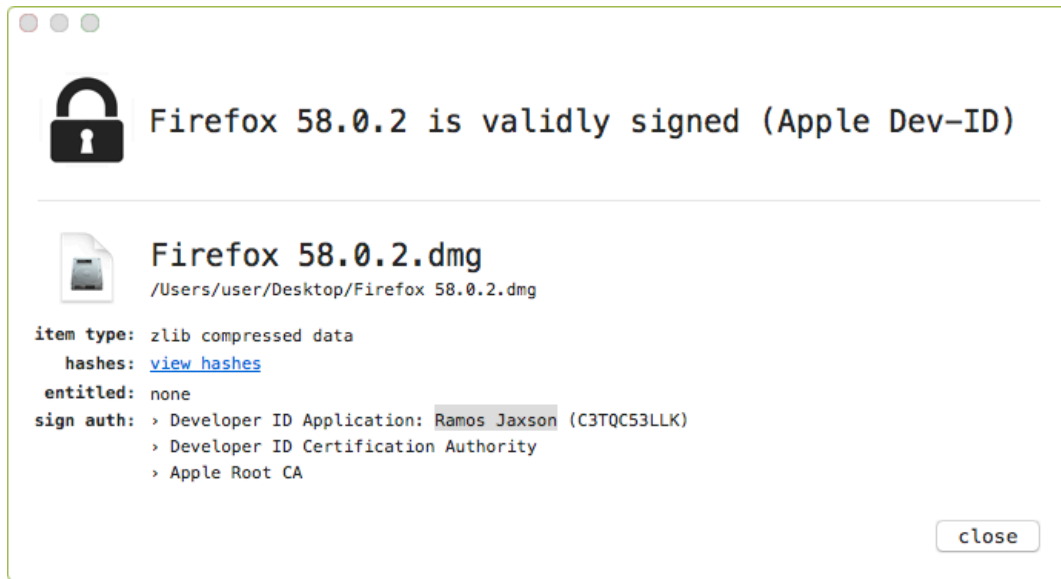 Firefox 58.0.2 is validly signed (Apple Dev-ID)
Firefox 58.0.2.dmg
/Users/user/Desktop/Firefox 58.0.2.dmg
item type: zlib compressed data
hashes: view hashes
entitled: none
sign auth: › Developer ID Application: Ramos Jaxson (C3TQC53LLK)
› Developer ID Certification Authority
› Apple Root CA
close